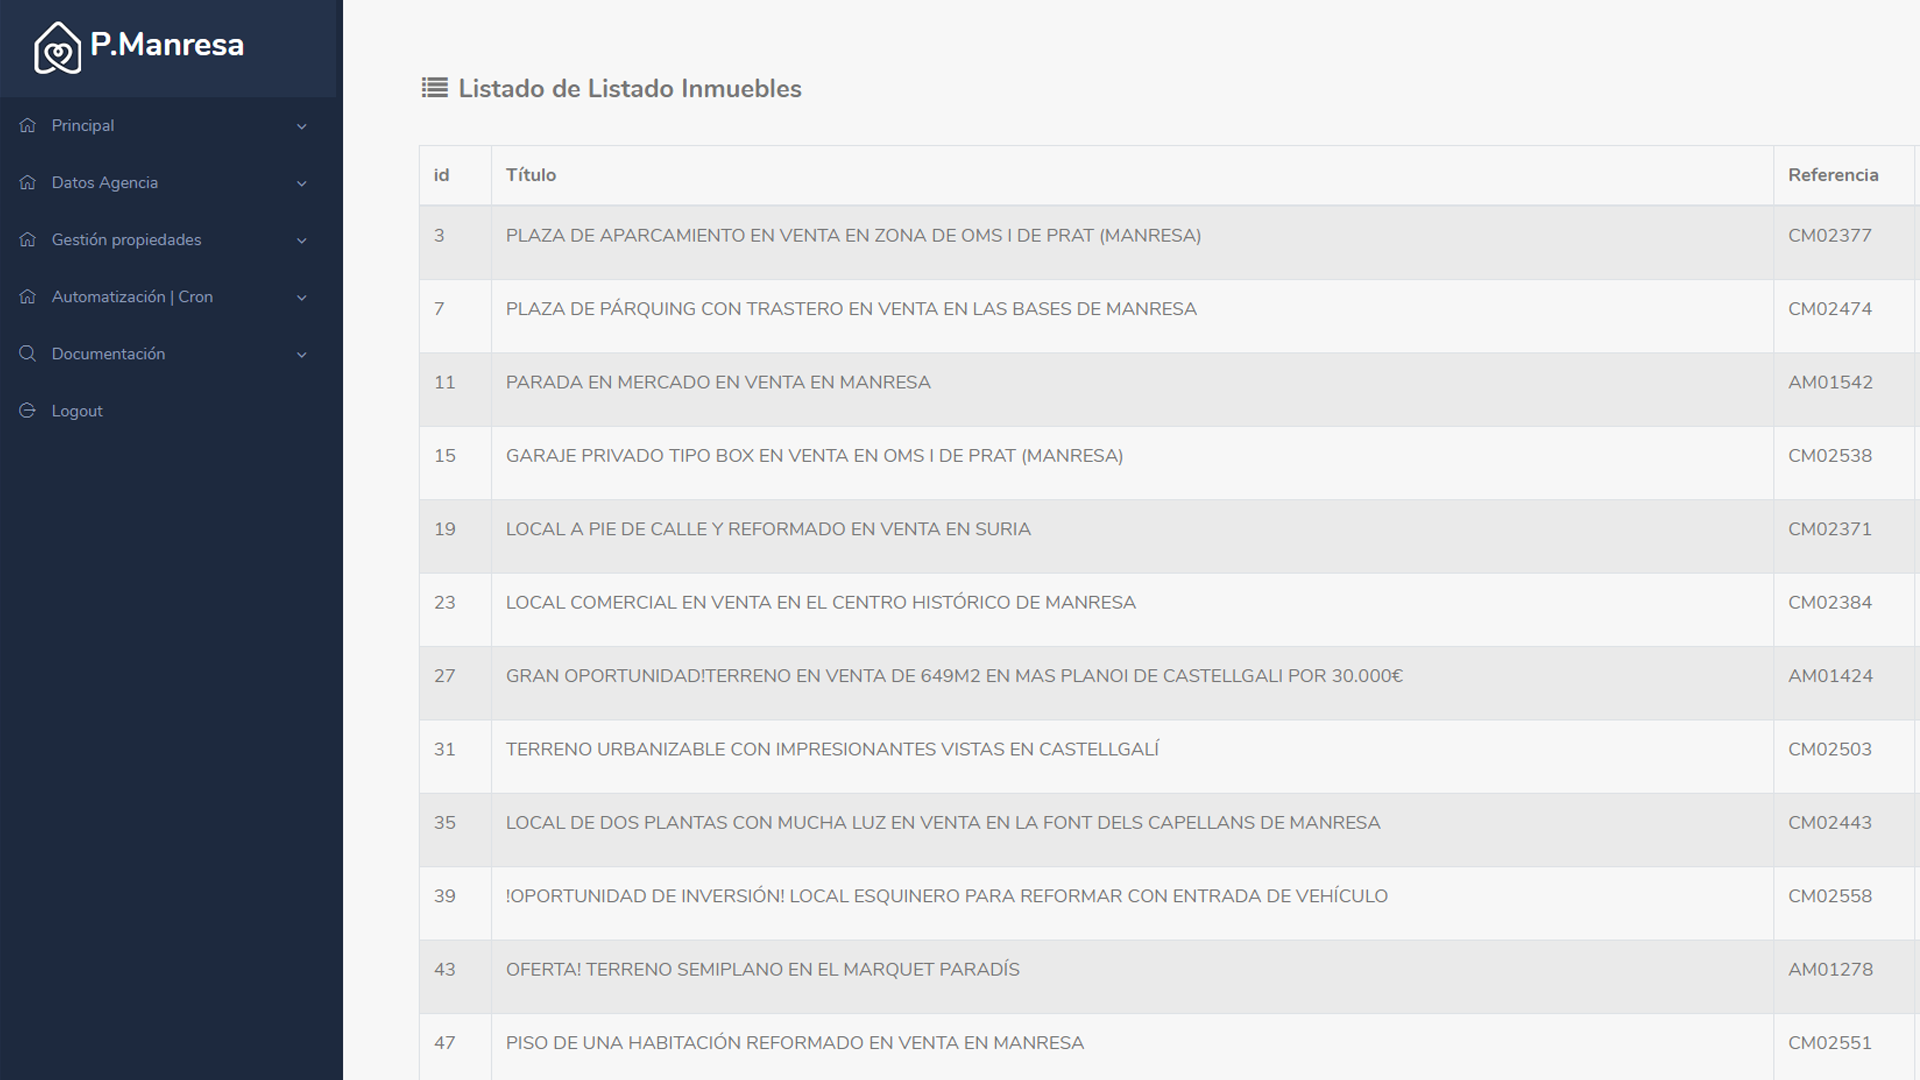 P.Manresa
Principal
Datos Agencia
Gestión propiedades
Automatización | Cron
Documentación
Logout
Listado de Listado Inmuebles
id Título Referencia
3 PLAZA DE APARCAMIENTO EN VENTA EN ZONA DE OMS I DE PRAT (MANRESA) CM02377
7 PLAZA DE PÁRQUING CON TRASTERO EN VENTA EN LAS BASES DE MANRESA CM02474
11 PARADA EN MERCADO EN VENTA EN MANRESA AM01542
15 GARAJE PRIVADO TIPO BOX EN VENTA EN OMS I DE PRAT (MANRESA) CM02538
19 LOCAL A PIE DE CALLE Y REFORMADO EN VENTA EN SURIA CM02371
23 LOCAL COMERCIAL EN VENTA EN EL CENTRO HISTÓRICO DE MANRESA CM02384
27 GRAN OPORTUNIDAD!TERRENO EN VENTA DE 649M2 EN MAS PLANOI DE CASTELLGALI POR 30.000€ AM01424
31 TERRENO URBANIZABLE CON IMPRESIONANTES VISTAS EN CASTELLGALÍ CM02503
35 LOCAL DE DOS PLANTAS CON MUCHA LUZ EN VENTA EN LA FONT DELS CAPELLANS DE MANRESA CM02443
39 !OPORTUNIDAD DE INVERSIÓN! LOCAL ESQUINERO PARA REFORMAR CON ENTRADA DE VEHÍCULO CM02558
43 OFERTA! TERRENO SEMIPLANO EN EL MARQUET PARADÍS AM01278
47 PISO DE UNA HABITACIÓN REFORMADO EN VENTA EN MANRESA CM02551